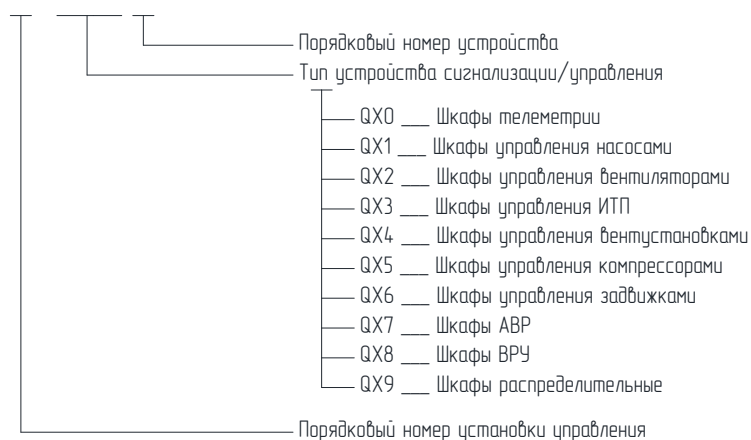 Порядковый номер устройства
Тип устройства сигнализации/управления
QX0 ___ Шкафы телеметрии
QX1 ___ Шкафы управления насосами
QX2 ___ Шкафы управления вентиляторами
QX3 ___ Шкафы управления ИТП
QX4 ___ Шкафы управления вентустановками
QX5 ___ Шкафы управления компрессорами
QX6 ___ Шкафы управления задвижками
QX7 ___ Шкафы АВР
QX8 ___ Шкафы ВРУ
QX9 ___ Шкафы распределительные
Порядковый номер установки управления